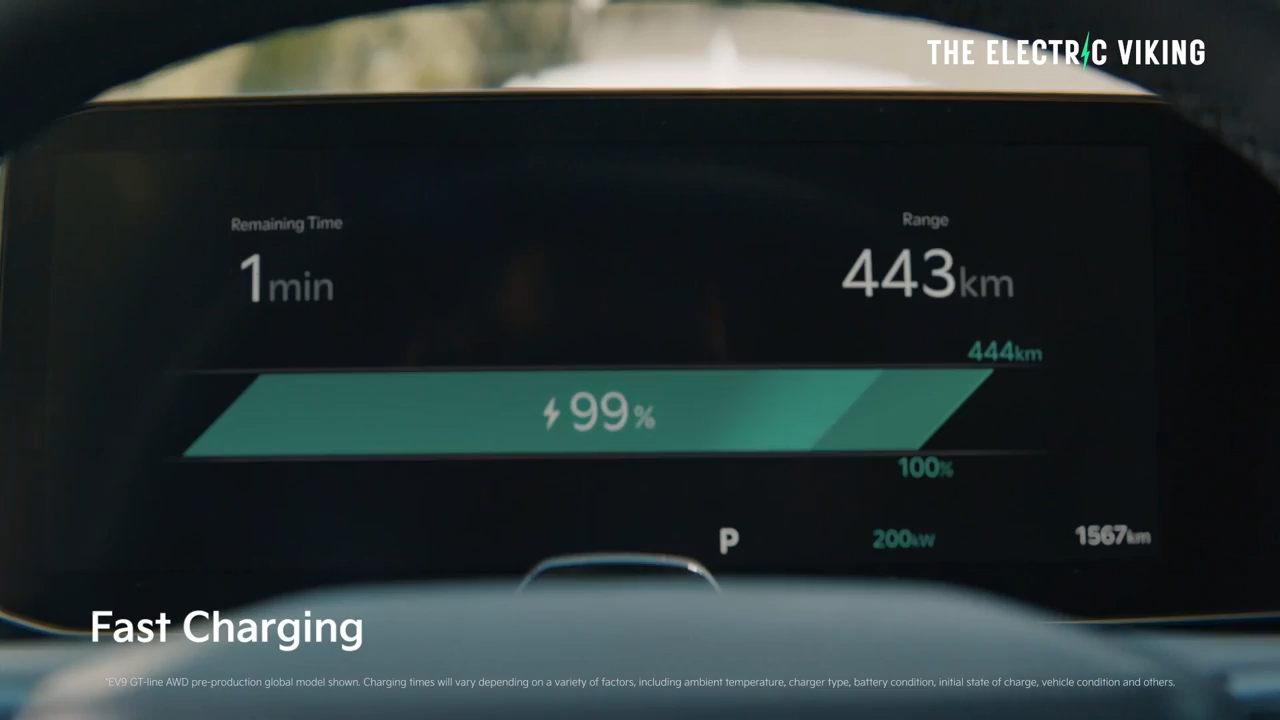 THE ELECTRIC VIKING
Remaining Time
Range
1min
443km
444km
99%
100%
P
200kW
1567km
Fast Charging
*EV9 GT-line AWD pre-production global model shown. Charging times will vary depending on a variety of factors, including ambient temperature, charger type, battery condition, initial state of charge, vehicle condition and others.